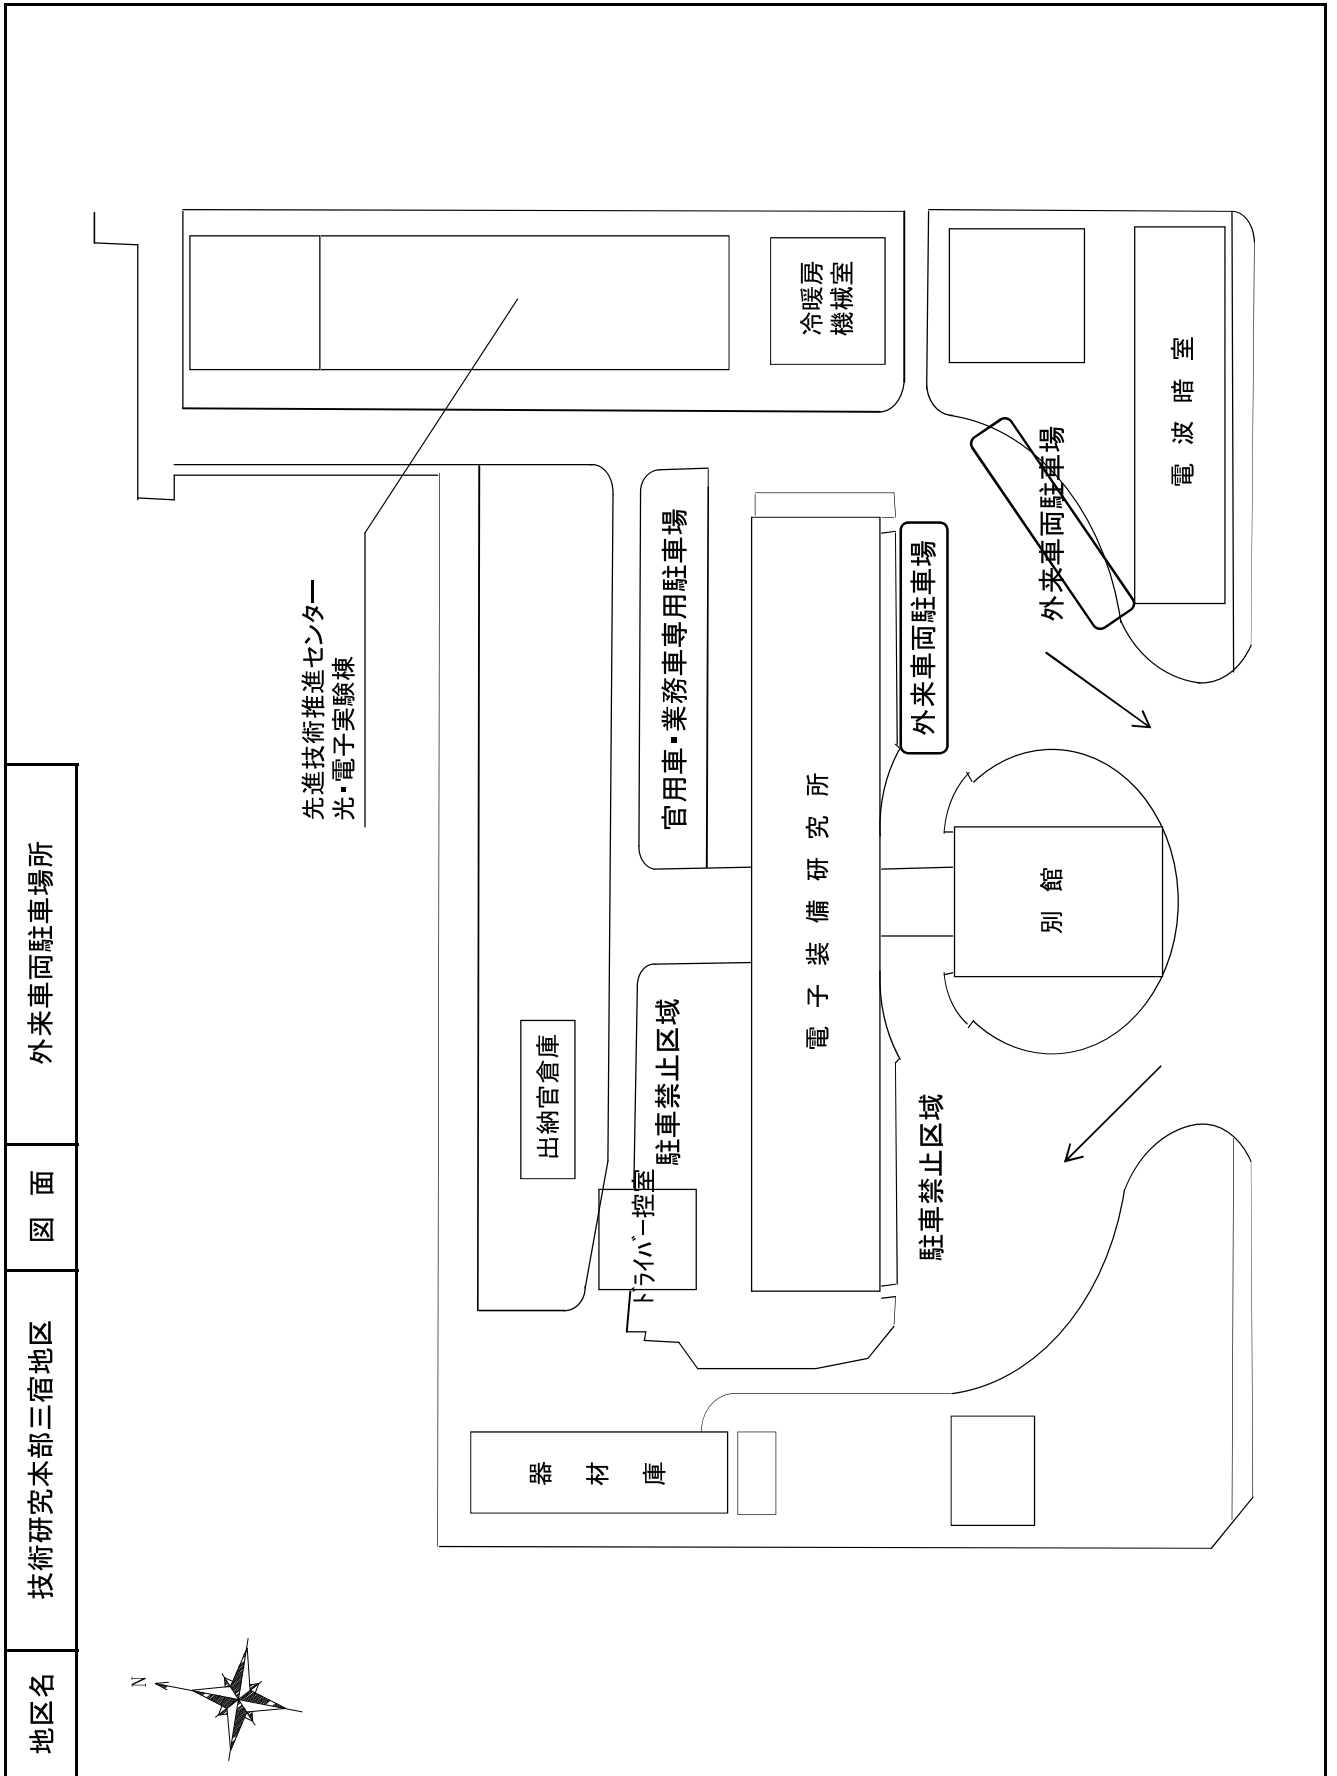 地区名
技術研究本部三宿地区
図面
外来車両駐車場所
N
先進技術推進センター
光・電子実験棟
冷暖房
機械室
出納官倉庫
官用車・業務車専用駐車場
駐車禁止区域
ドライバー控室
器材庫
電子装備研究所
外来車両駐車場
駐車禁止区域
別館
外来車両駐車場
電波暗室